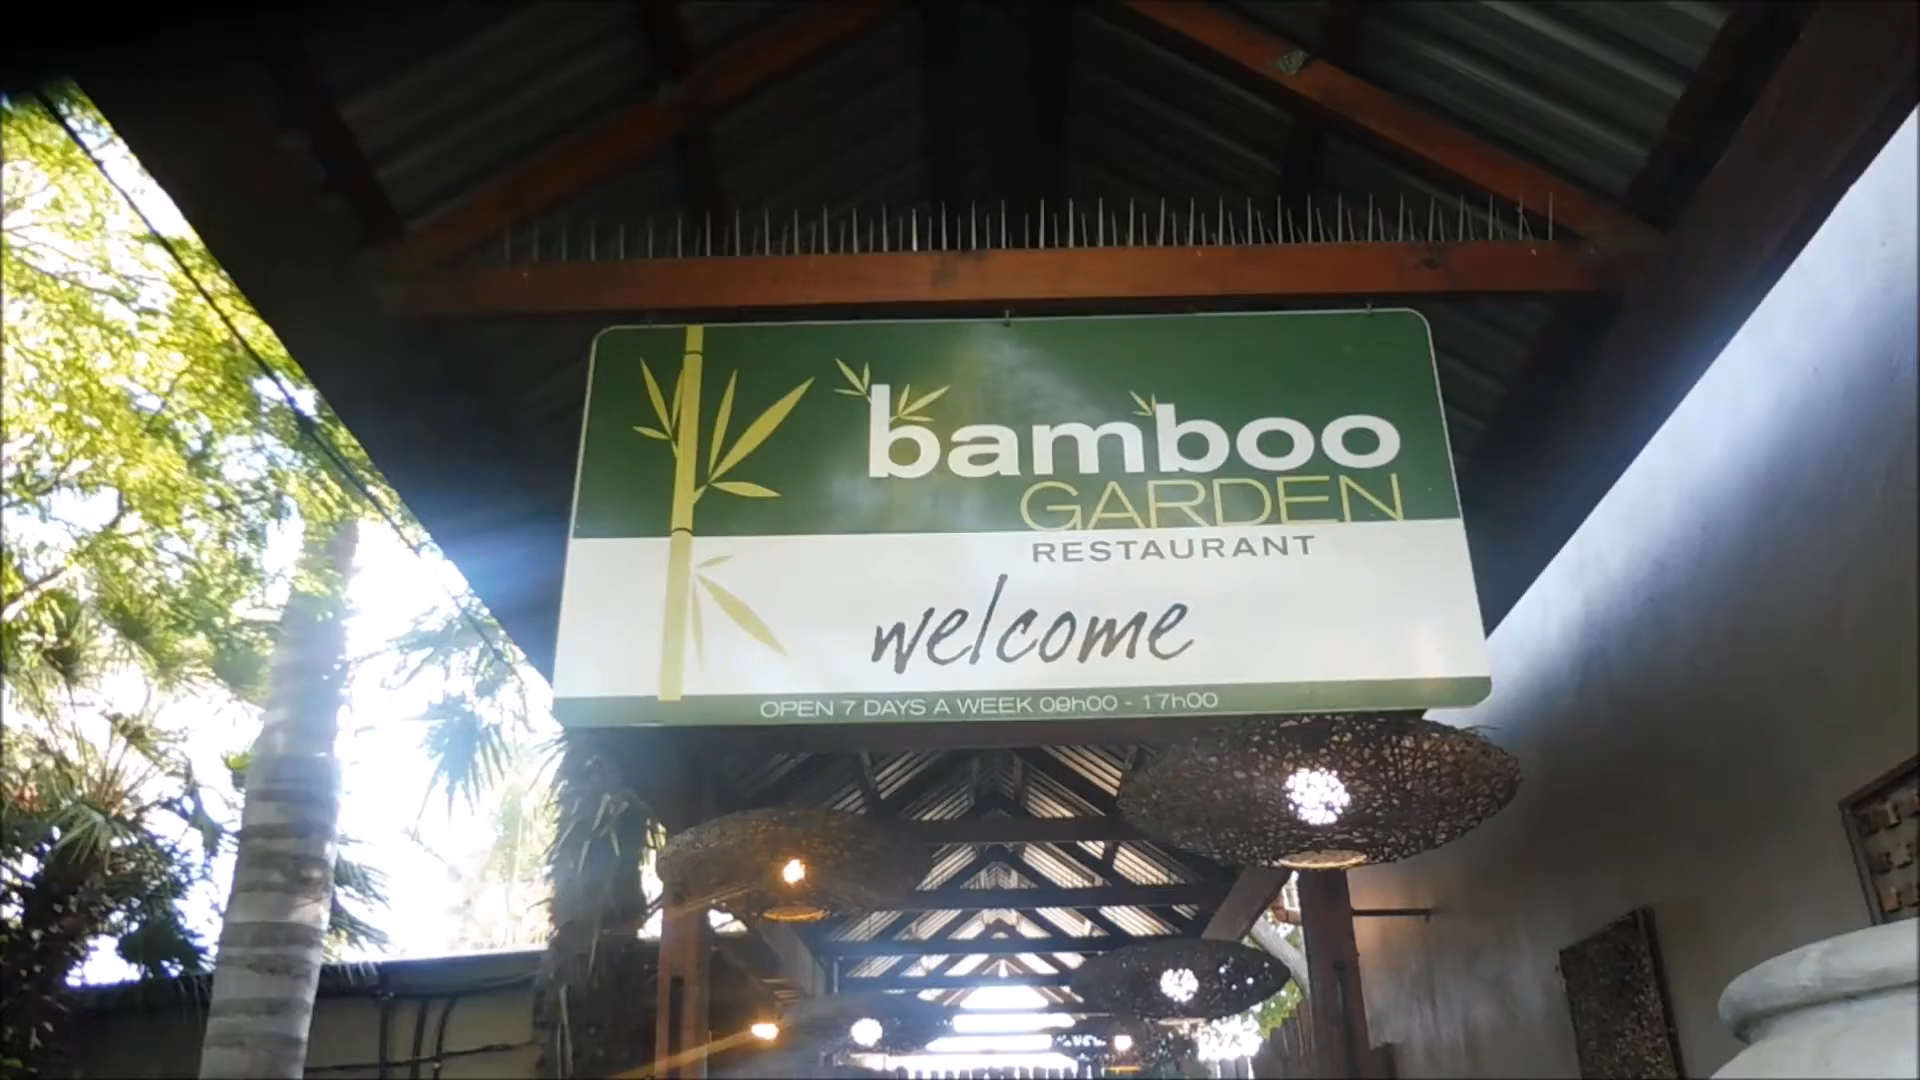 bamboo
GARDEN
RESTAURANT
welcome
OPEN 7 DAYS A WEEK 09h00 - 17h00